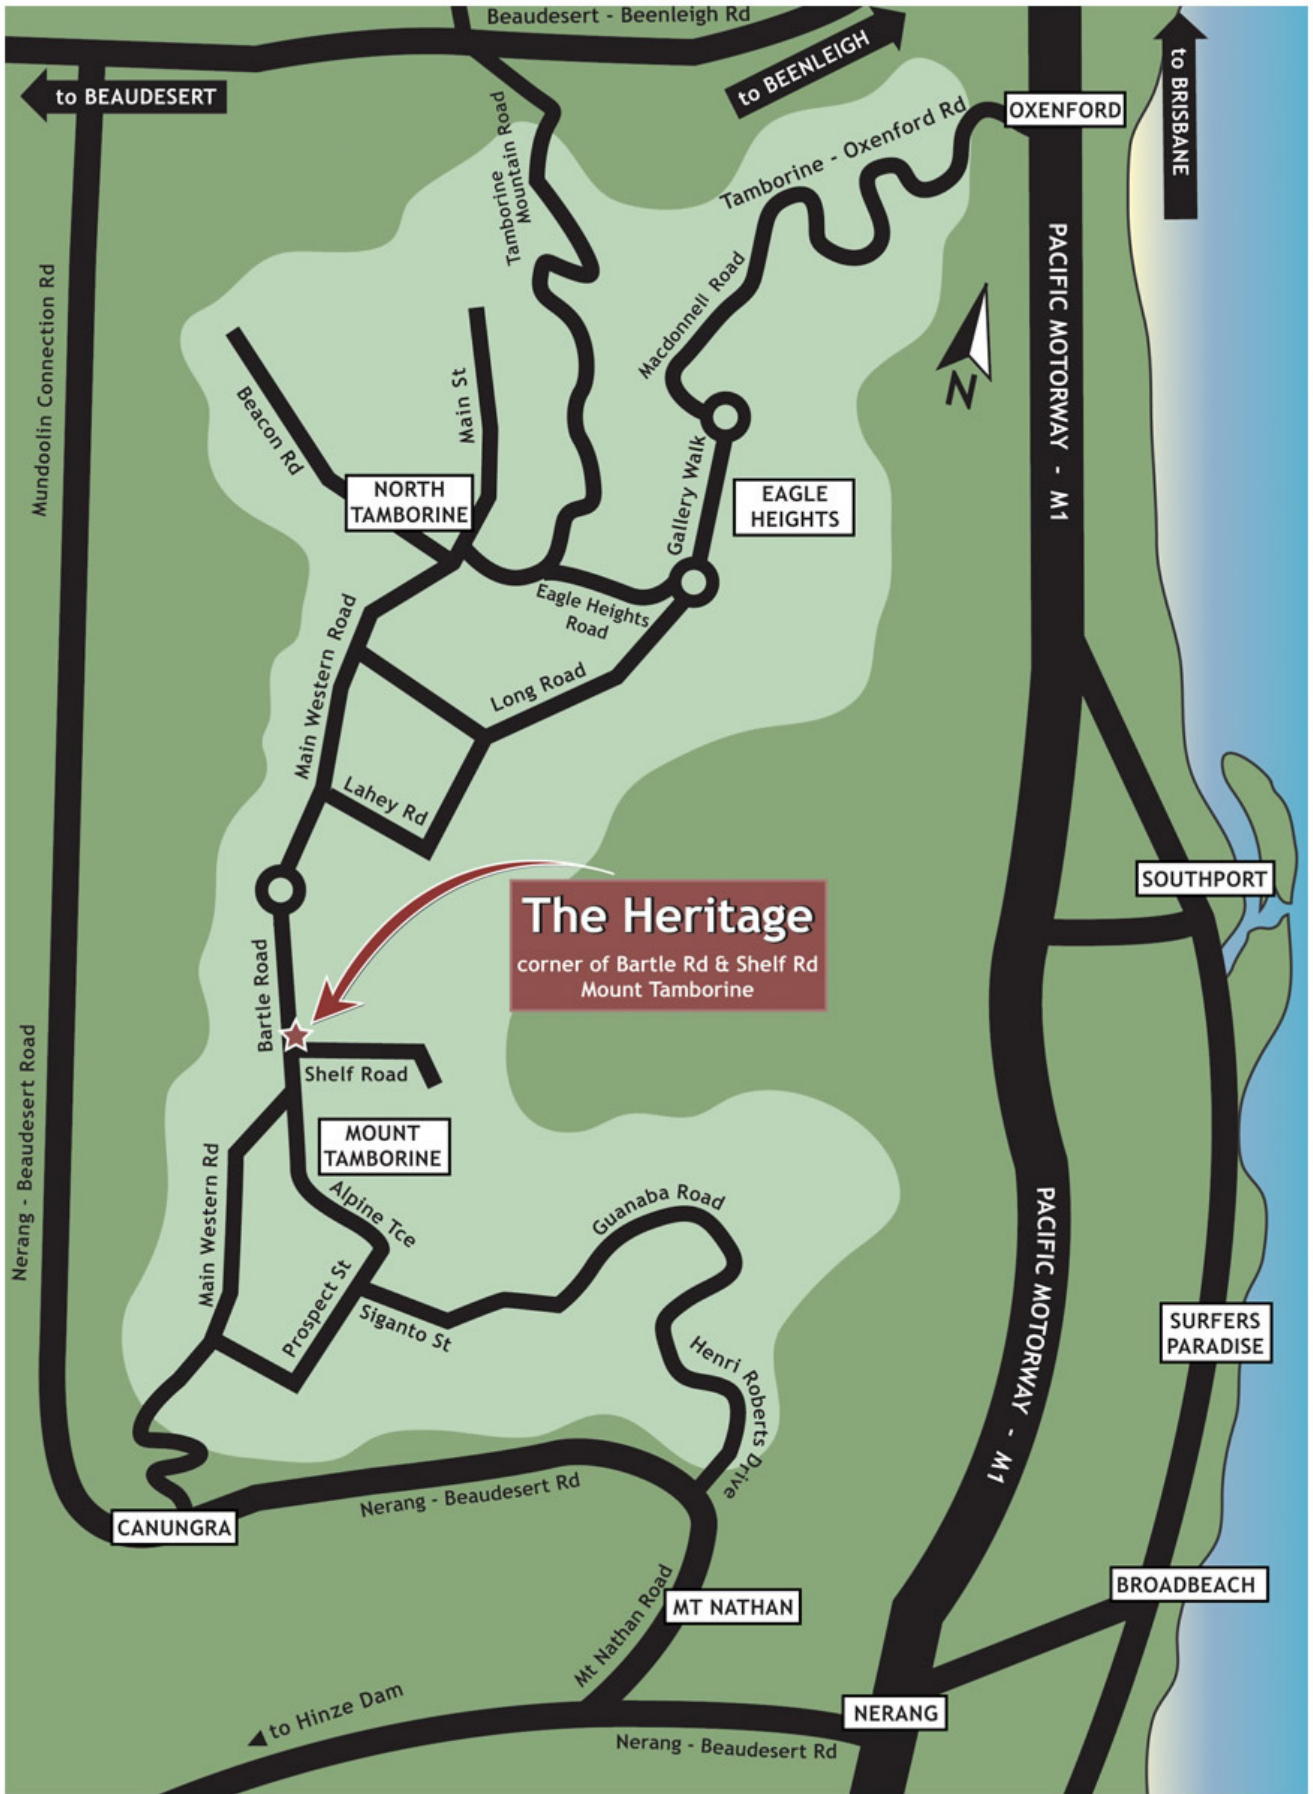 Beaudesert - Beenleigh Rd
to BEAUDESERT
to BEENLEIGH
to BRISBANE
OXENFORD
Tamborine - Oxenford Rd
Tamborine
Mountain Road
PACIFIC MOTORWAY - M1
Macdonnell Road
Mundoolin Connection Rd
N
Main St
Beacon Rd
NORTH
TAMBORINE
Gallery Walk
EAGLE
HEIGHTS
Eagle Heights
Road
Main Western Road
Long Road
Lahey Rd
SOUTHPORT
The Heritage
corner of Bartle Rd & Shelf Rd
Mount Tamborine
Bartle Road
Shelf Road
Nerang - Beaudesert Road
MOUNT
TAMBORINE
Main Western Rd
Alpine Tce
Guanaba Road
PACIFIC MOTORWAY - M1
Prospect St
Siganto St
SURFERS
PARADISE
Henri Roberts Drive
Nerang - Beaudesert Rd
CANUNGRA
BROADBEACH
Mt Nathan Road
MT NATHAN
to Hinze Dam
NERANG
Nerang - Beaudesert Rd